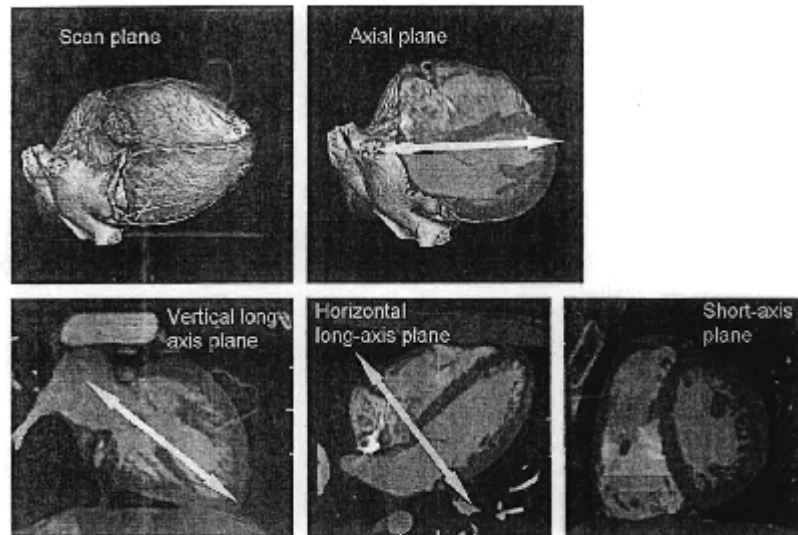 Scan plane
Axial plane
Vertical long-
axis plane
Horizontal
long-axis plane
Short-axis
plane